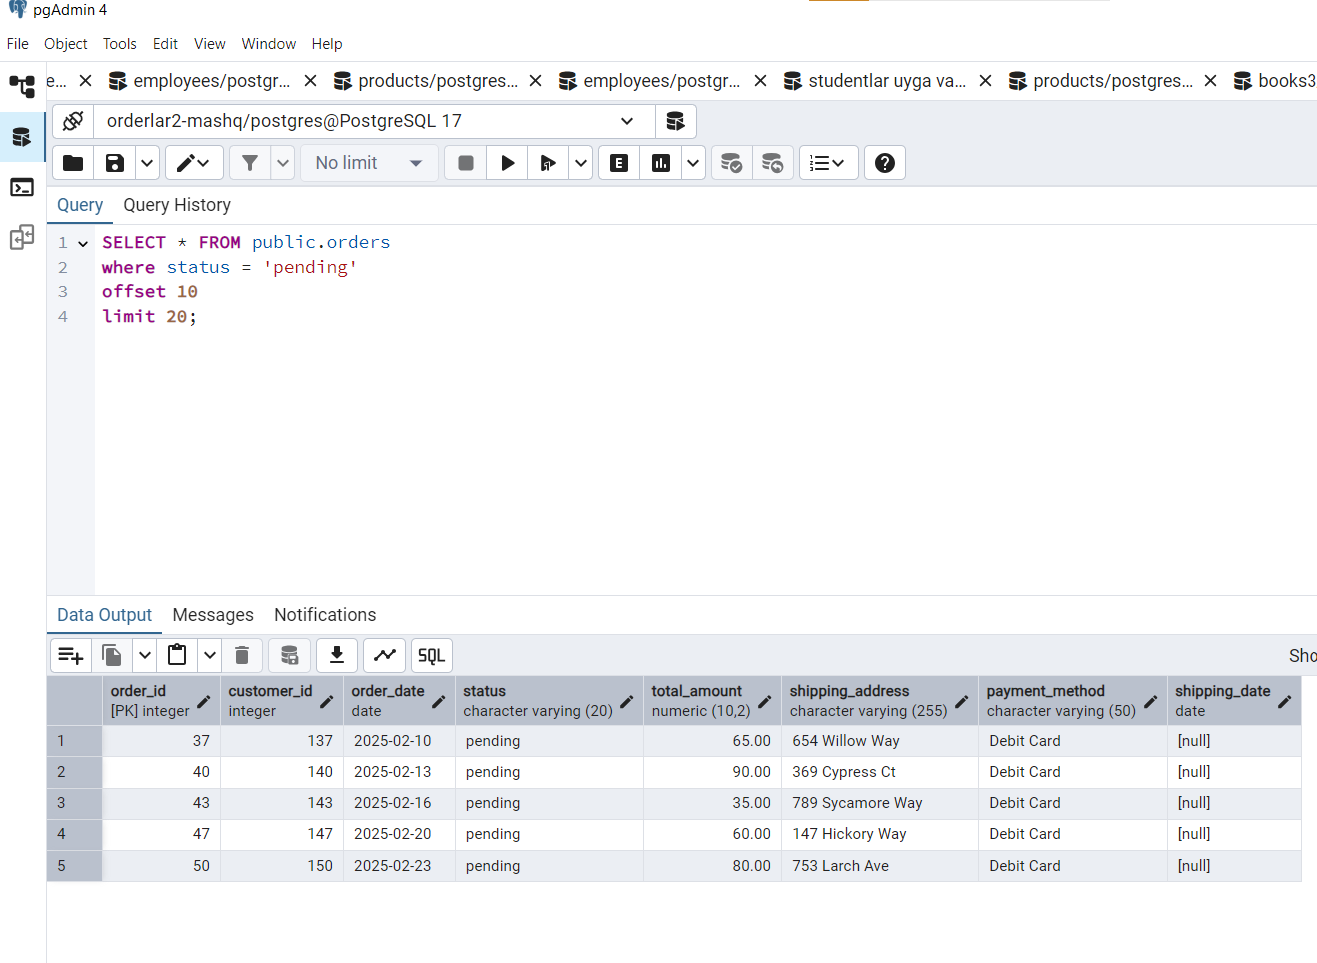 pgAdmin 4
File Object Tools Edit View Window Help
e... employees/postgr... products/postgres... employees/postgr... studentlar uyga va... products/postgres... books3
orderlar2-mashq/postgres@PostgreSQL 17
No limit E
Query Query History
1 SELECT * FROM public.orders
2 where status = 'pending'
3 offset 10
4 limit 20;
Data Output Messages Notifications
SQL Sho
order_id customer_id order_date status total_amount shipping_address payment_method shipping_date
[PK] integer integer date character varying (20) numeric (10,2) character varying (255) character varying (50) date
1 37 137 2025-02-10 pending 65.00 654 Willow Way Debit Card [null]
2 40 140 2025-02-13 pending 90.00 369 Cypress Ct Debit Card [null]
3 43 143 2025-02-16 pending 35.00 789 Sycamore Way Debit Card [null]
4 47 147 2025-02-20 pending 60.00 147 Hickory Way Debit Card [null]
5 50 150 2025-02-23 pending 80.00 753 Larch Ave Debit Card [null]